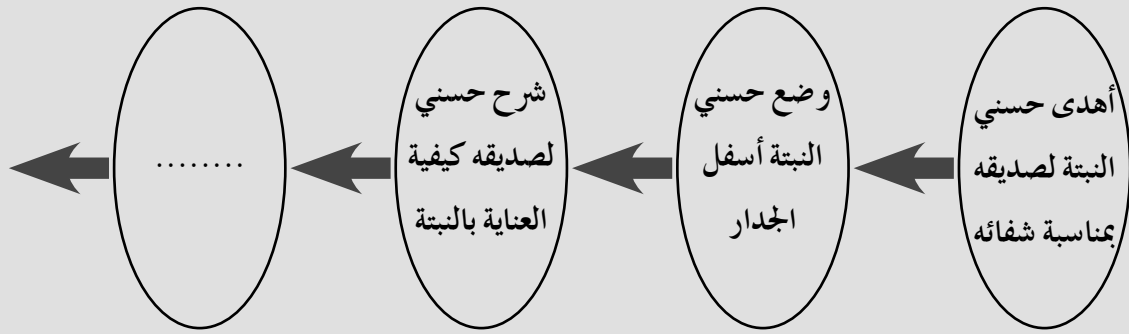 أهدى حسني
النبتة لصديقه
بمناسبة شفائه
وضع حسني
النبتة أسفل
الجدار
شرح حسني
لصديقه كيفية
العناية بالنبتة
........